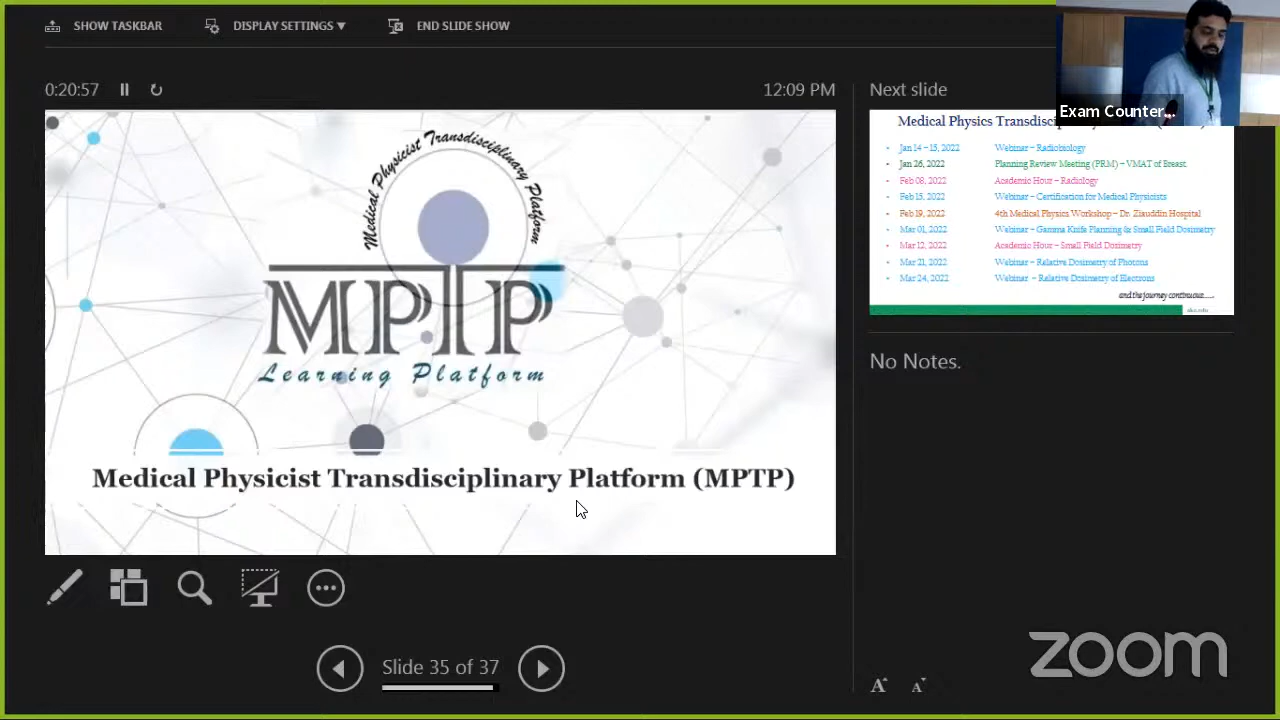 SHOW TASKBAR
DISPLAY SETTINGS ▼
END SLIDE SHOW
Exam Counter...
0:20:57
12:09 PM
Medical Physicist Transdisciplinary Platform
MPTP
Learning Platform
Medical Physicist Transdisciplinary Platform (MPTP)
Next slide
Medical Physics Transdisc
• Jan 14 – 15, 2022 Webinar – Radiobiology
• Jan 26, 2022 Planning Review Meeting (PRM) – VMAT of Breast
• Feb 08, 2022 Academic Hour – Radiology
• Feb 15, 2022 Webinar – Certification for Medical Physicists
• Feb 19, 2022 4th Medical Physics Workshop – Dr. Ziauddin Hospital
• Mar 01, 2022 Webinar – Gamma Knife Planning & Small Field Dosimetry
• Mar 12, 2022 Academic Hour – Small Field Dosimetry
• Mar 21, 2022 Webinar – Relative Dosimetry of Photons
• Mar 24, 2022 Webinar – Relative Dosimetry of Electrons
and the journey continuous.....
aku.edu
No Notes.
Slide 35 of 37
A A
zoom